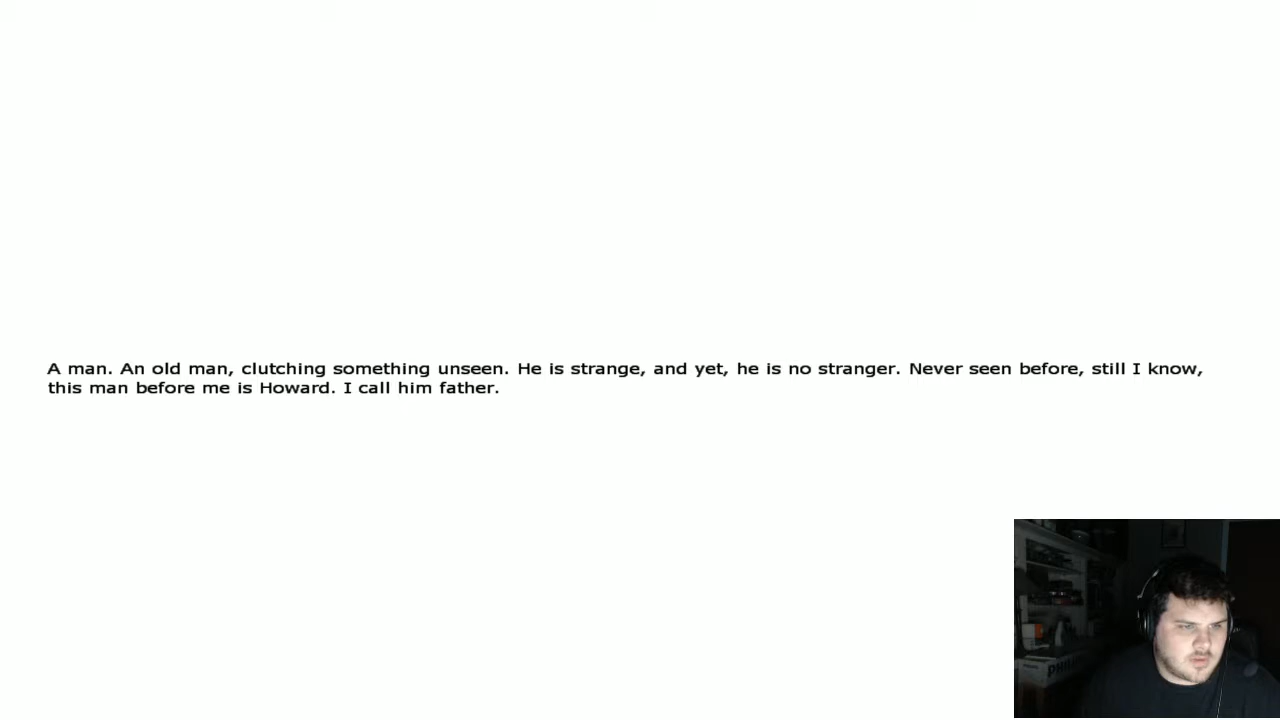 A man. An old man, clutching something unseen. He is strange, and yet, he is no stranger. Never seen before, still I know,
this man before me is Howard. I call him father.
PHILI